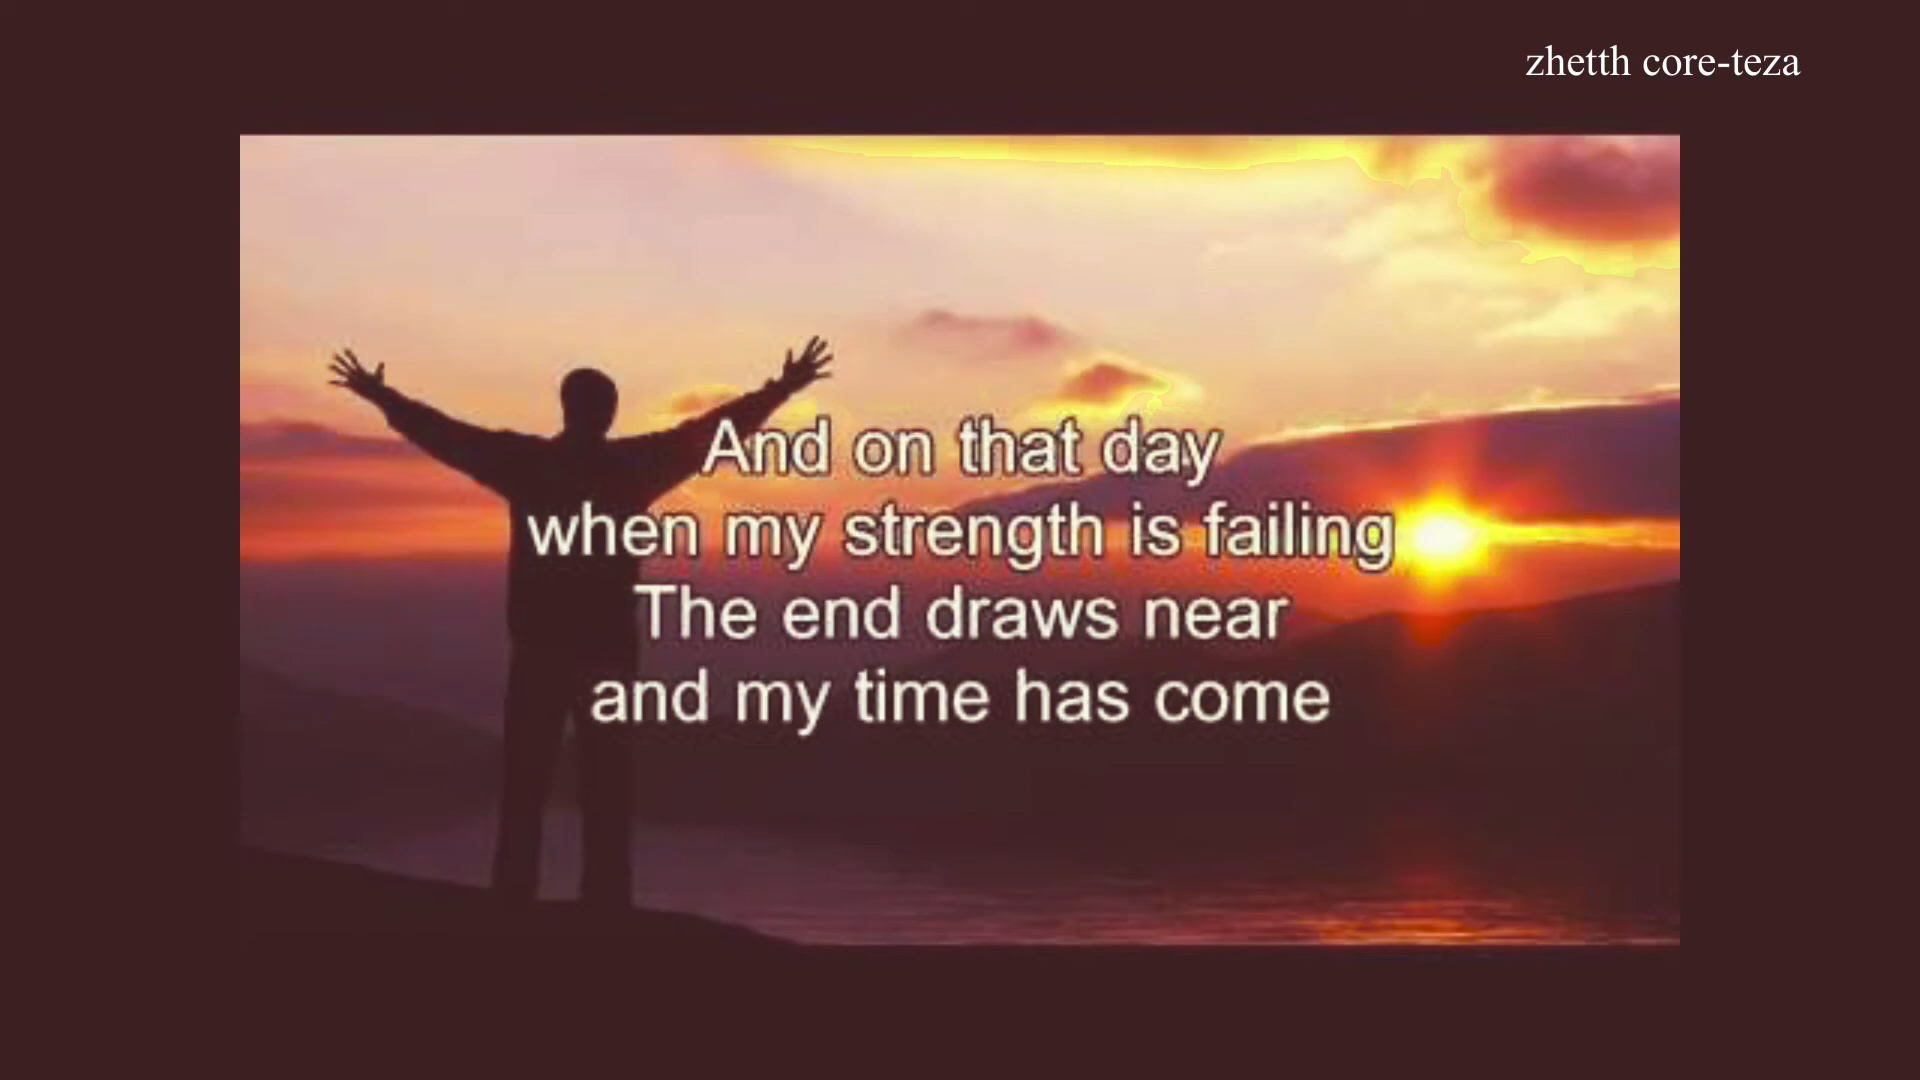 zhetth core-teza
And on that day
when my strength is failing
The end draws near
and my time has come